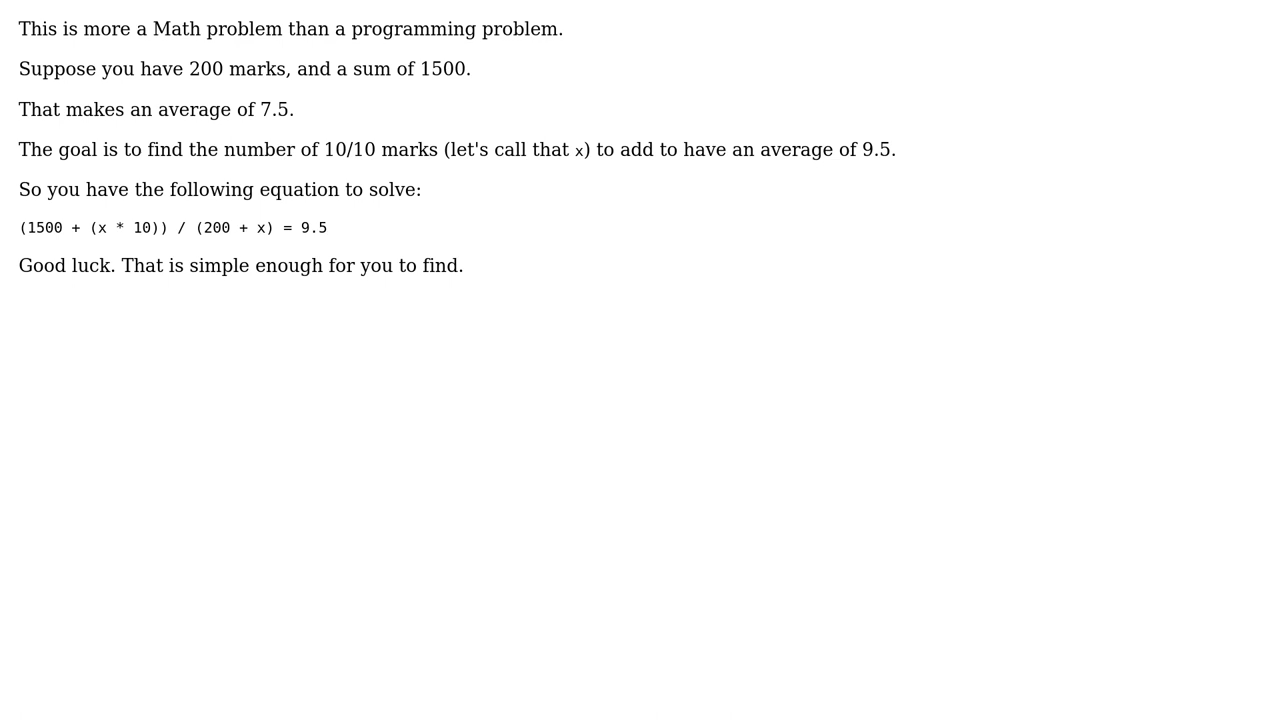 This is more a Math problem than a programming problem.
Suppose you have 200 marks, and a sum of 1500.
That makes an average of 7.5.
The goal is to find the number of 10/10 marks (let's call that x) to add to have an average of 9.5.
So you have the following equation to solve:
(1500 + (x * 10)) / (200 + x) = 9.5
Good luck. That is simple enough for you to find.